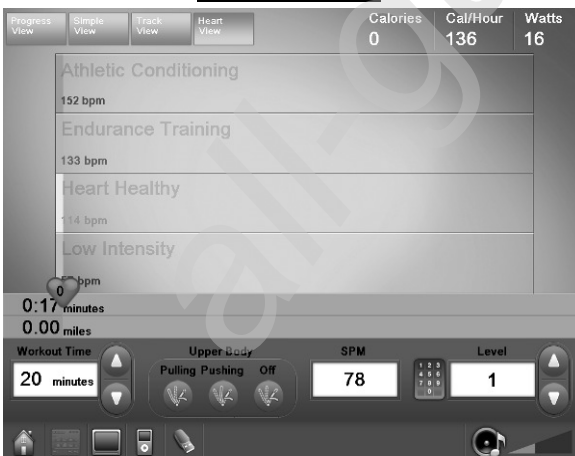 Progress View
Simple View
Track View
Heart View
Calories
0
Cal/Hour
136
Watts
16
Athletic Conditioning
152 bpm
Endurance Training
133 bpm
Heart Healthy
114 bpm
Low Intensity
bpm
0
0:17 minutes
0.00 miles
Workout Time
20 minutes
Upper Body
Pulling Pushing Off
SPM
78
1 2 3
4 5 6
7 8 9
0
Level
1